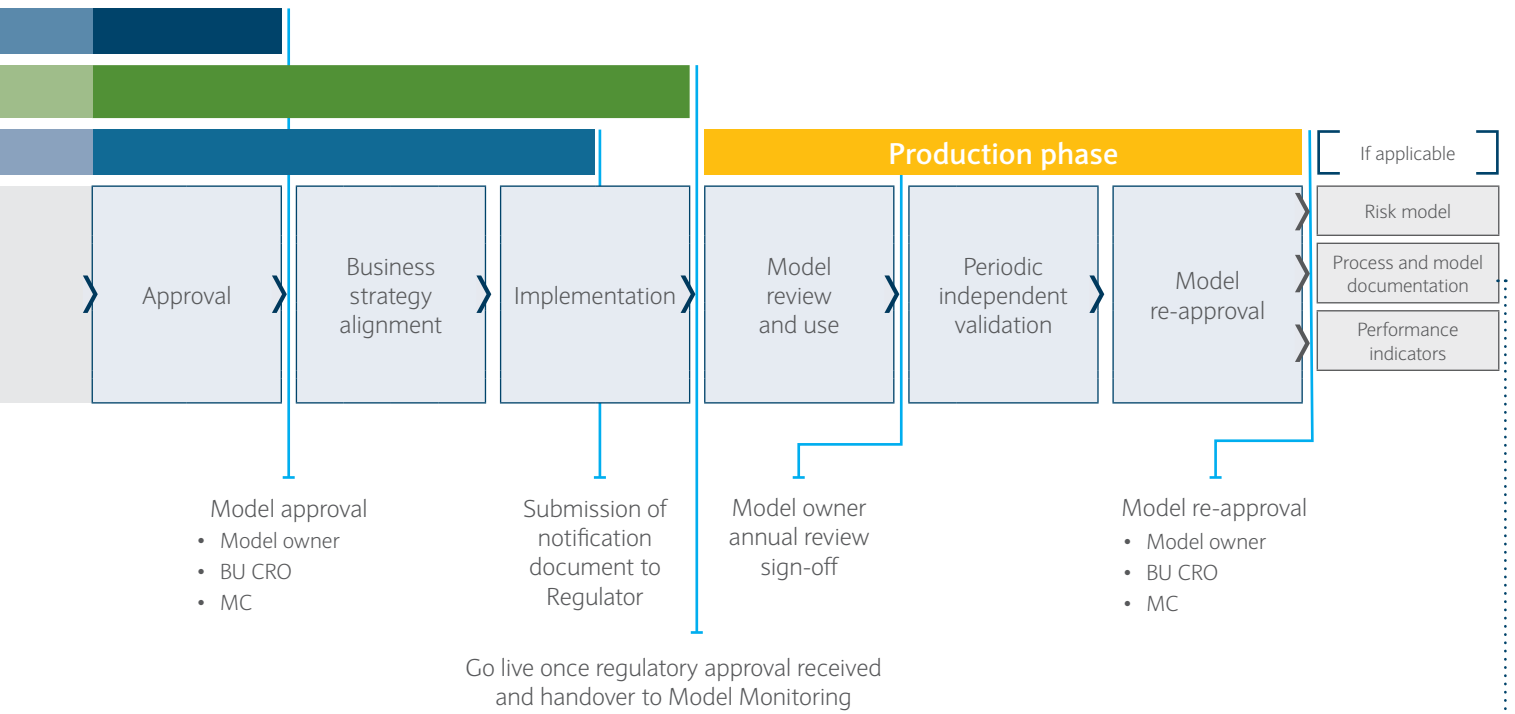 Production phase
If applicable
Approval
Business
strategy
alignment
Implementation
Model
review
and use
Periodic
independent
validation
Model
re-approval
Risk model
Process and model
documentation
Performance
indicators
Model approval
• Model owner
• BU CRO
• MC
Submission of
notification
document to
Regulator
Model owner
annual review
sign-off
Model re-approval
• Model owner
• BU CRO
• MC
Go live once regulatory approval received
and handover to Model Monitoring